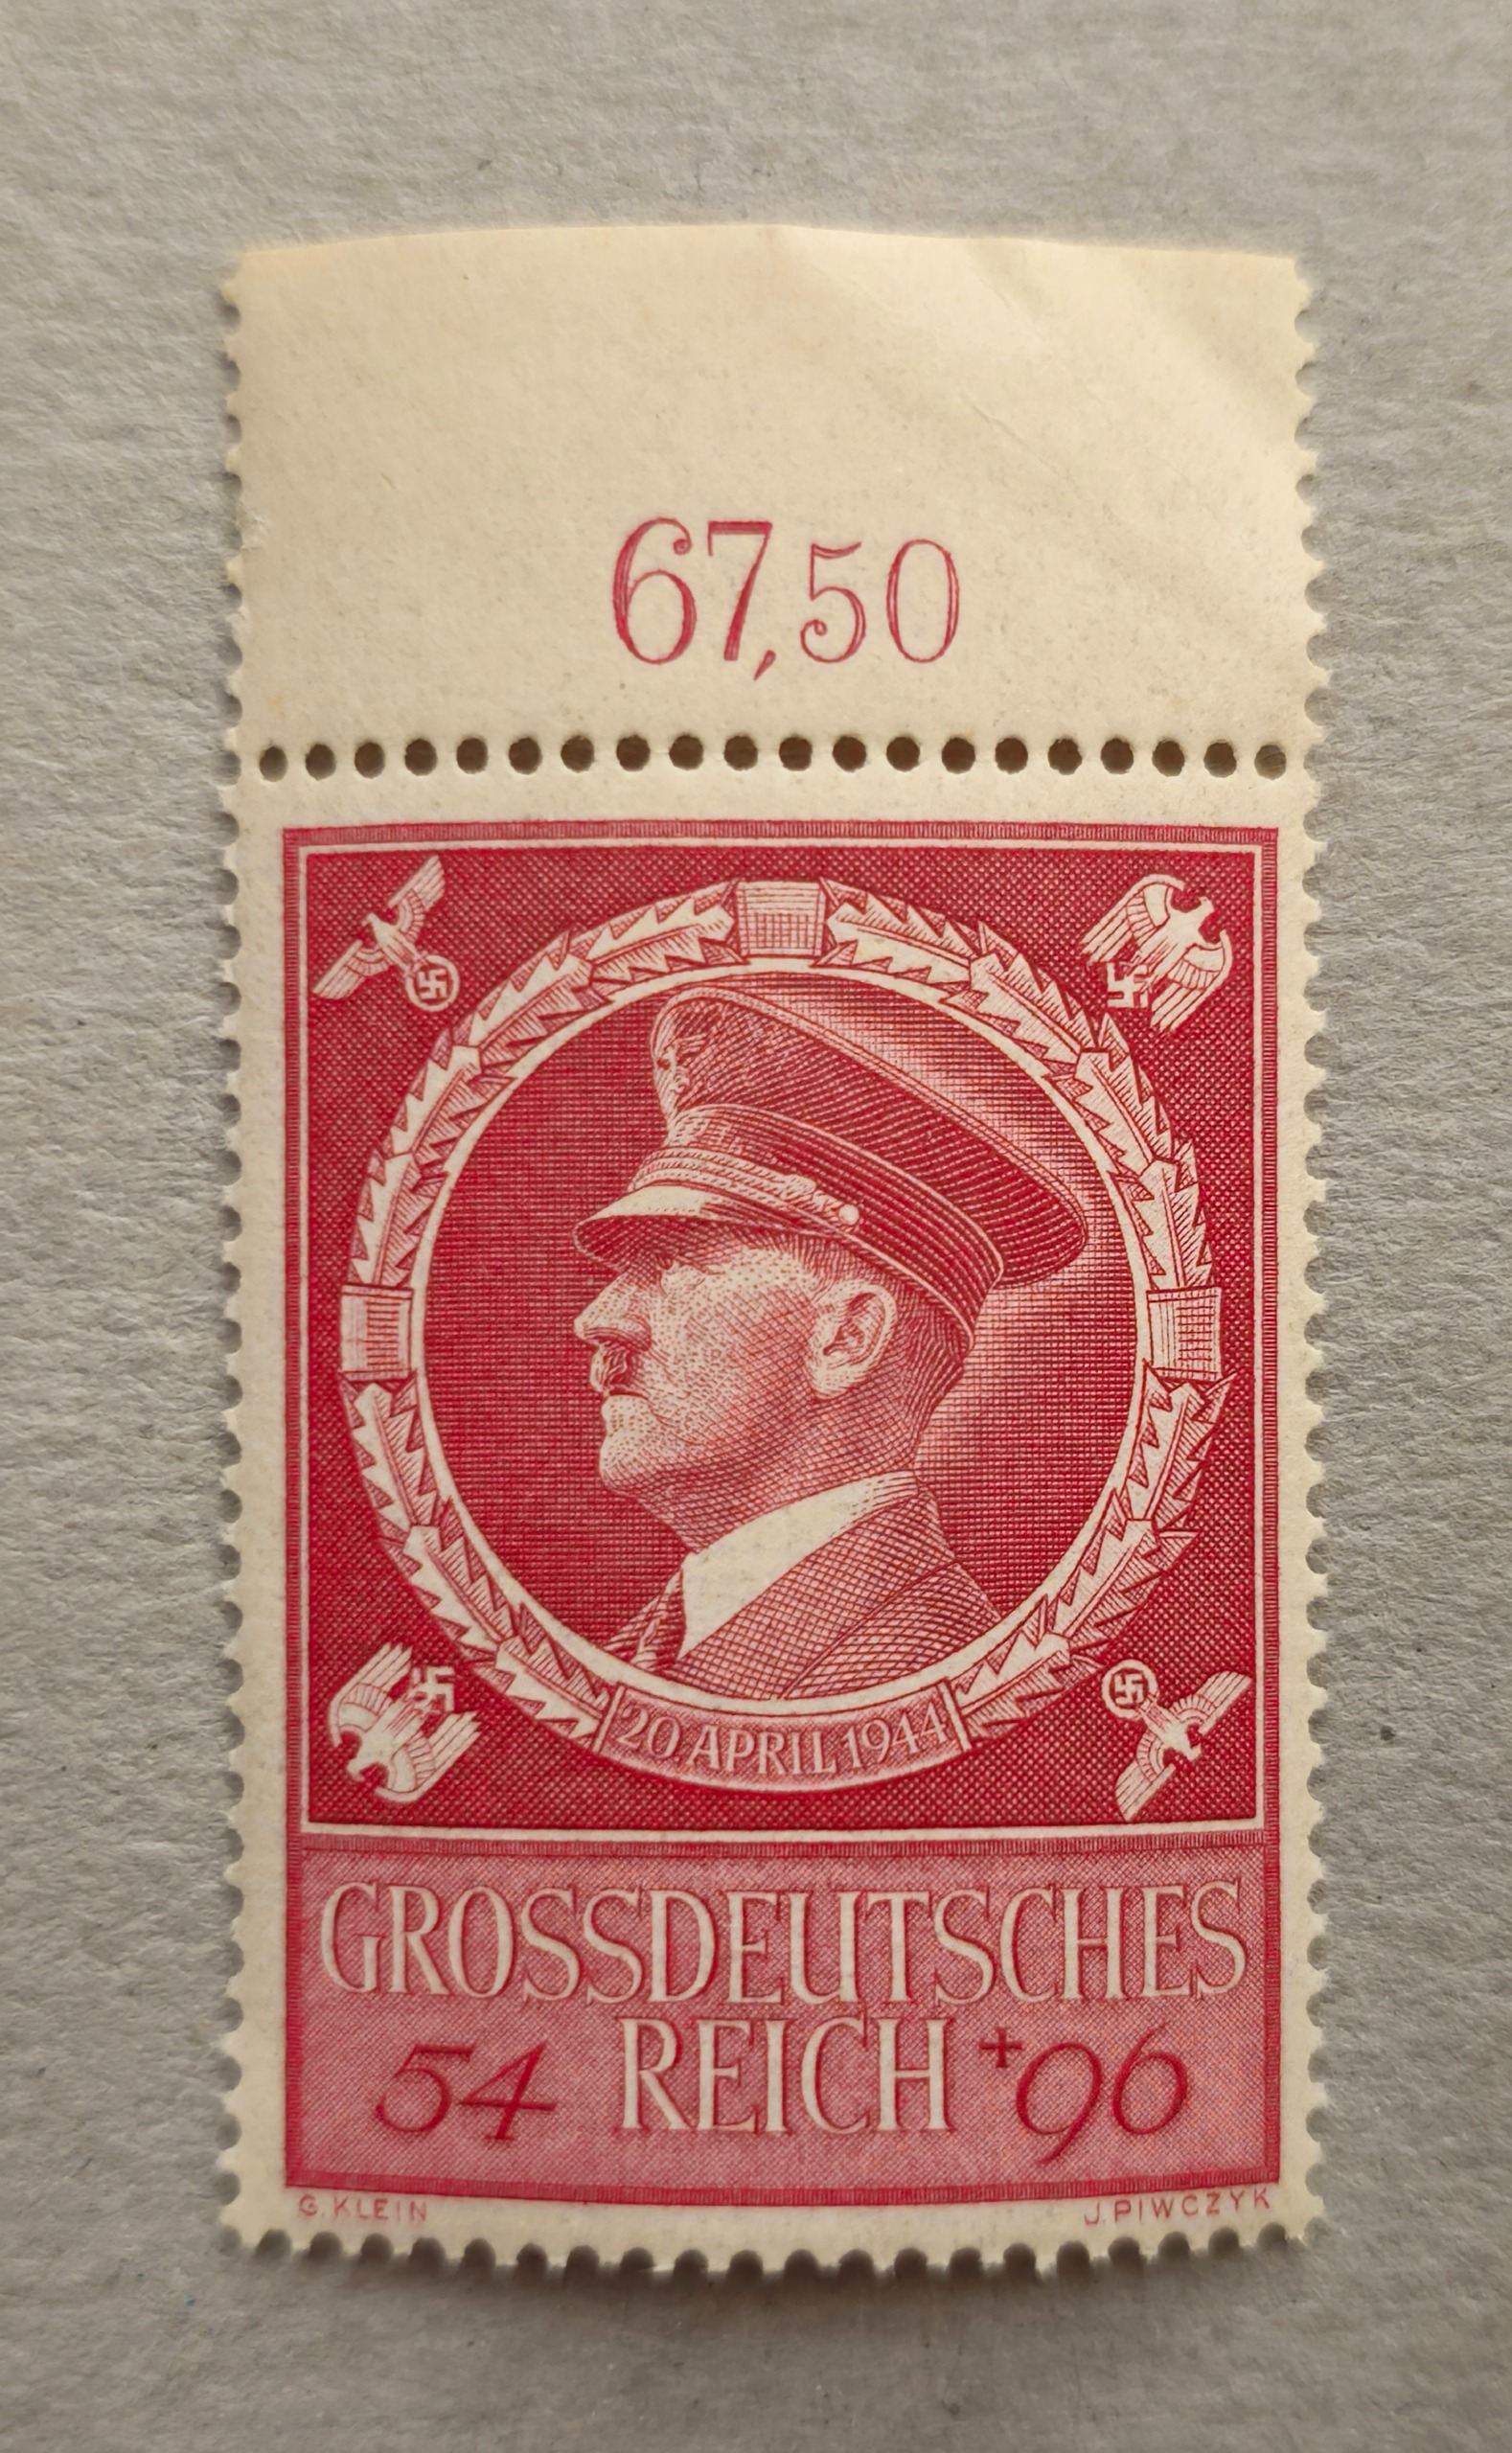 67,50
20. APRIL 1944
GROSSDEUTSCHES
54 REICH +96
G. KLEIN J. PIWCZYK